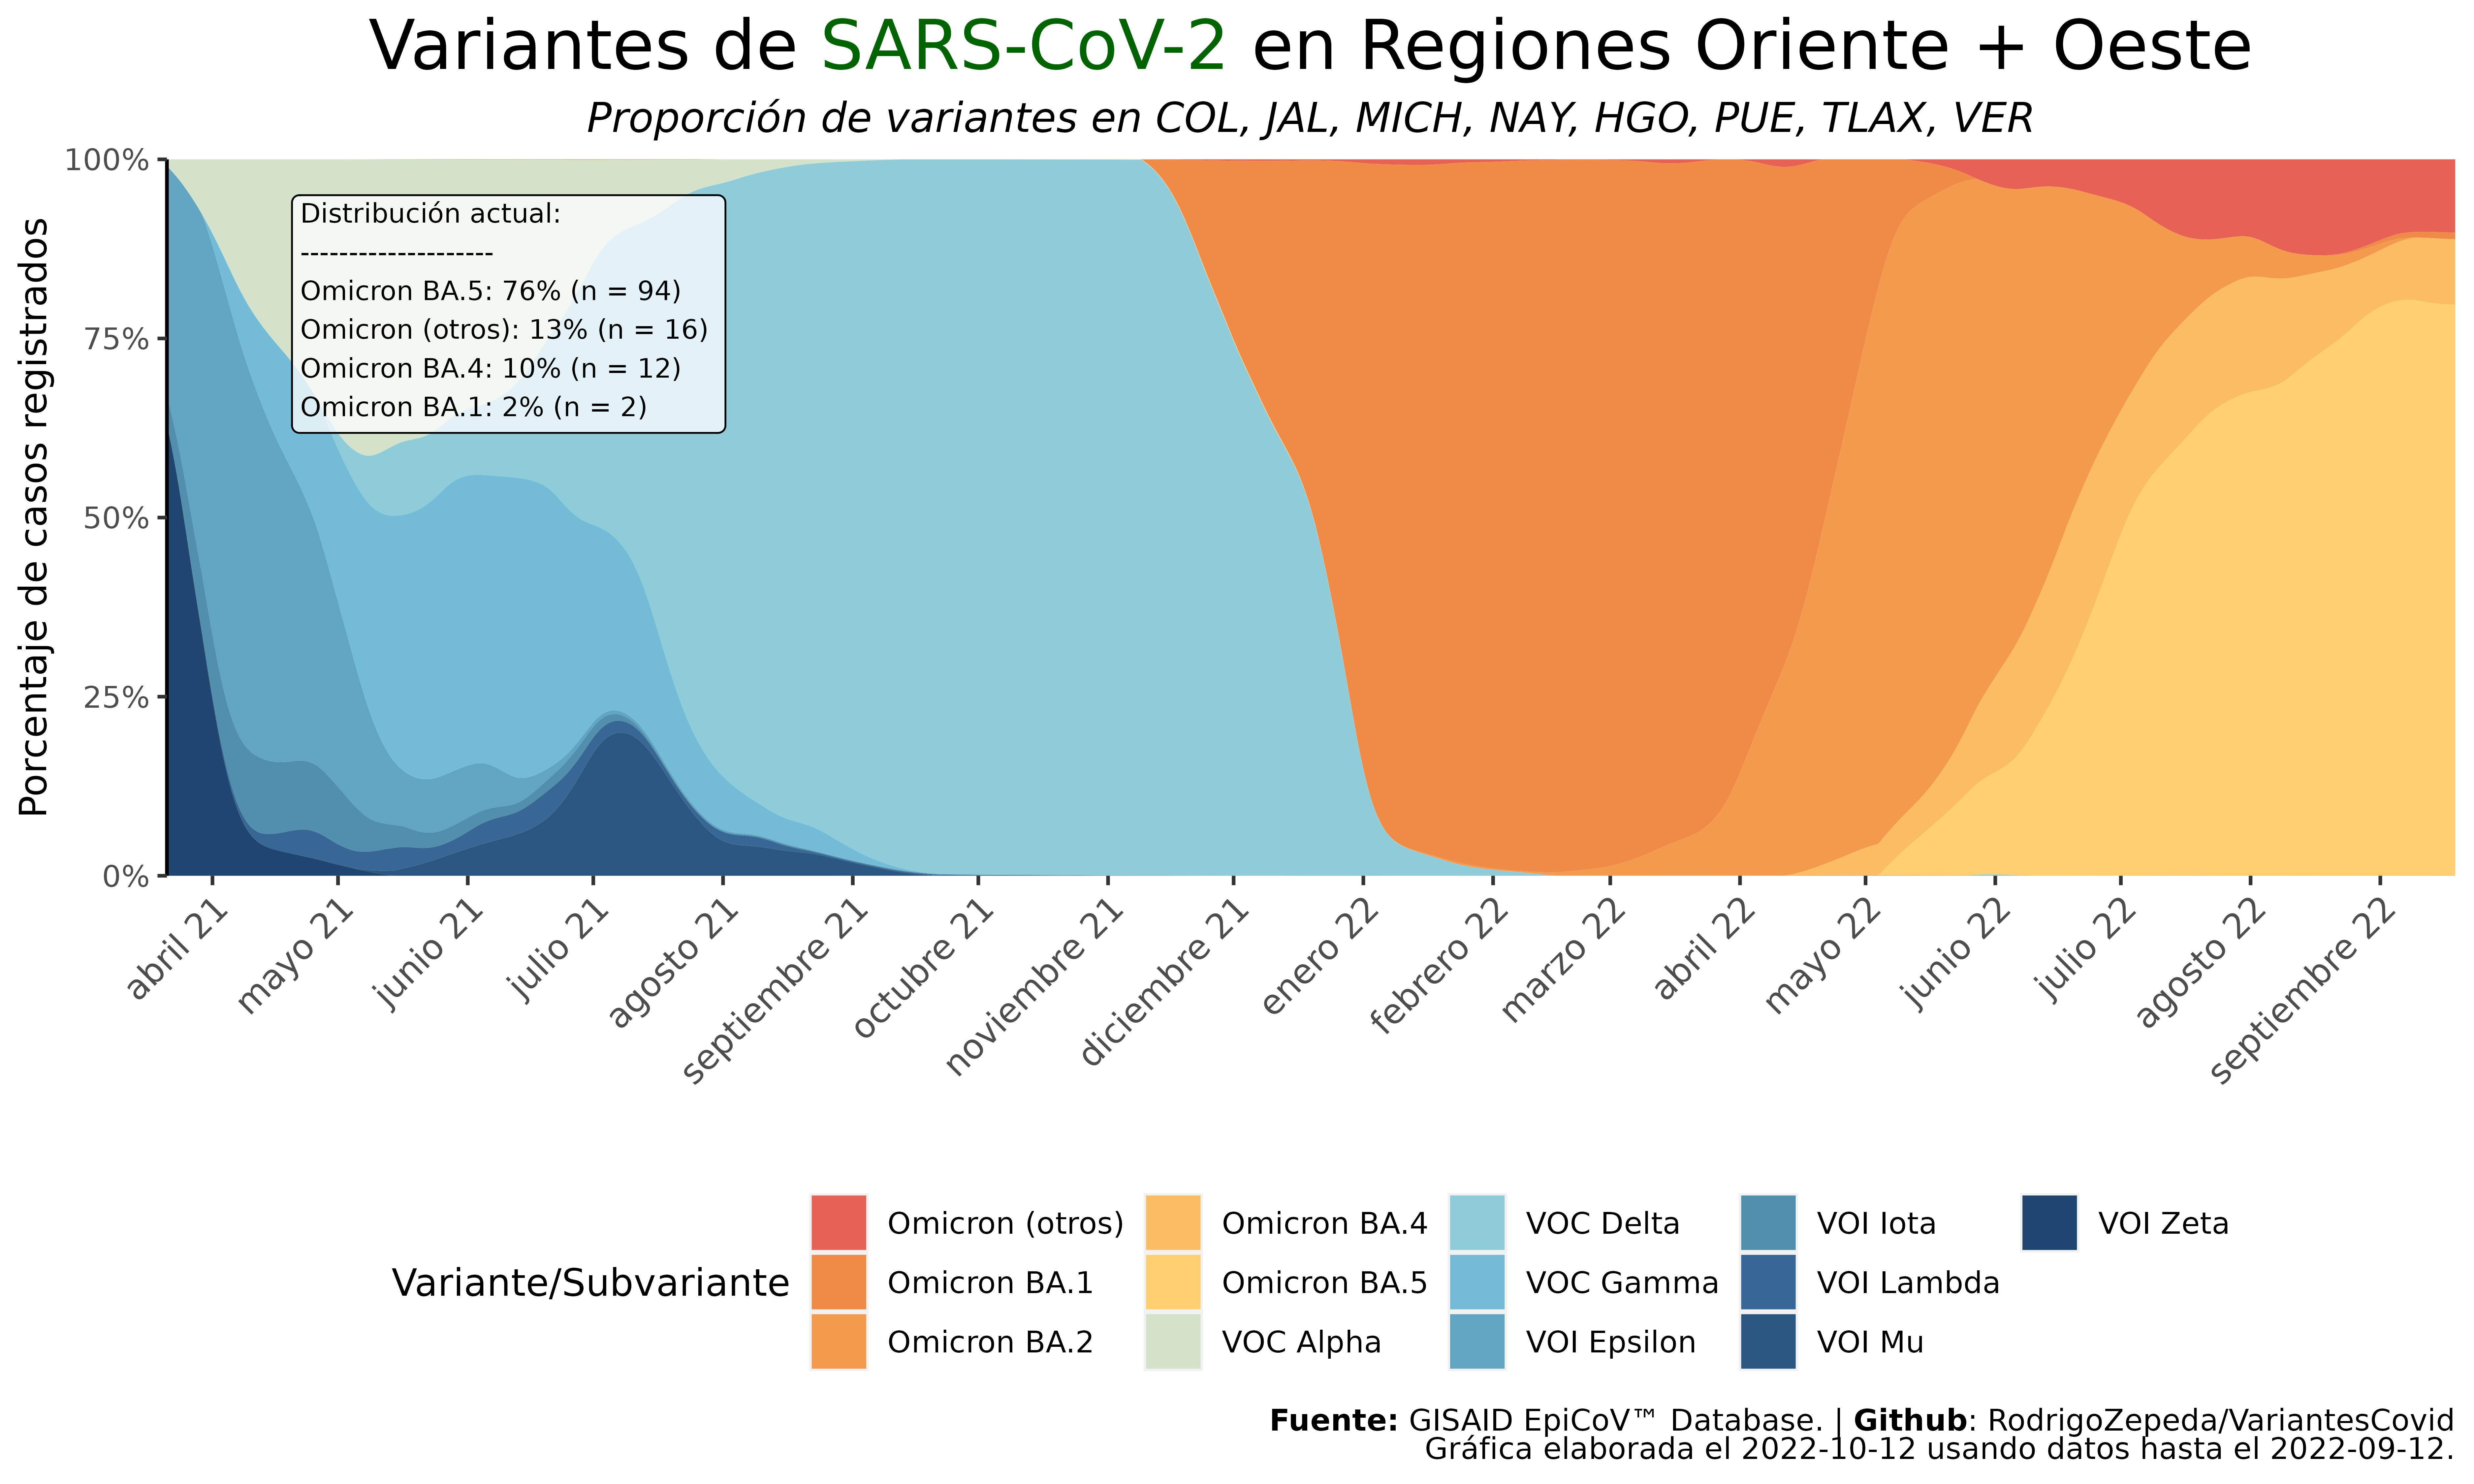 Variantes de SARS-CoV-2 en Regiones Oriente + Oeste
Proporción de variantes en COL, JAL, MICH, NAY, HGO, PUE, TLAX, VER
Porcentaje de casos registrados
100%
75%
50%
25%
0%
Distribución actual:
--------------------
Omicron BA.5: 76% (n = 94)
Omicron (otros): 13% (n = 16)
Omicron BA.4: 10% (n = 12)
Omicron BA.1: 2% (n = 2)
abril 21
mayo 21
junio 21
julio 21
agosto 21
septiembre 21
octubre 21
noviembre 21
diciembre 21
enero 22
febrero 22
marzo 22
abril 22
mayo 22
junio 22
julio 22
agosto 22
septiembre 22
Variante/Subvariante
Omicron (otros)
Omicron BA.1
Omicron BA.2
Omicron BA.4
Omicron BA.5
VOC Alpha
VOC Delta
VOC Gamma
VOI Epsilon
VOI Iota
VOI Lambda
VOI Mu
VOI Zeta
Fuente: GISAID EpiCoV™ Database. | Github: RodrigoZepeda/VariantesCovid
Gráfica elaborada el 2022-10-12 usando datos hasta el 2022-09-12.